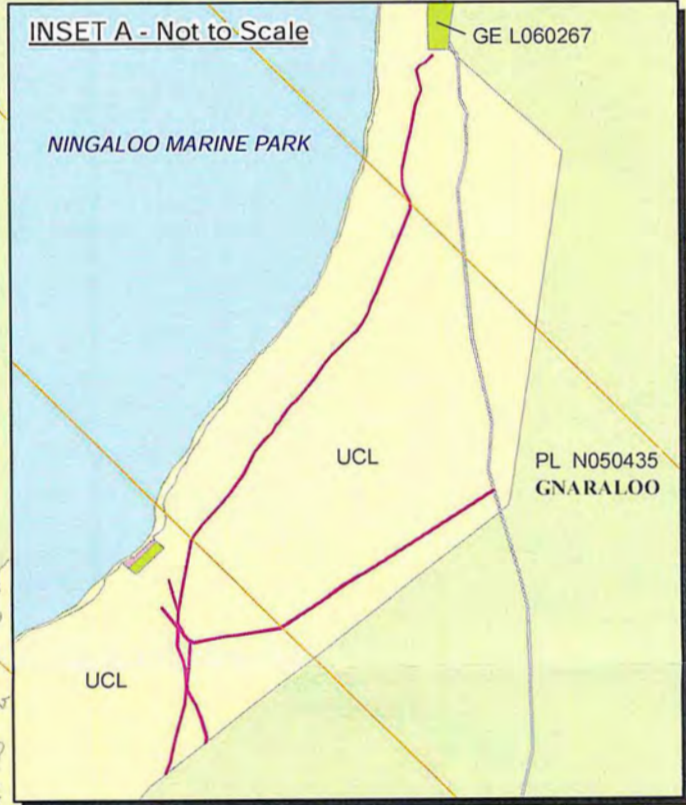 INSET A - Not to Scale
GE L060267
NINGALOO MARINE PARK
UCL
PL N050435
GNARALOO
UCL